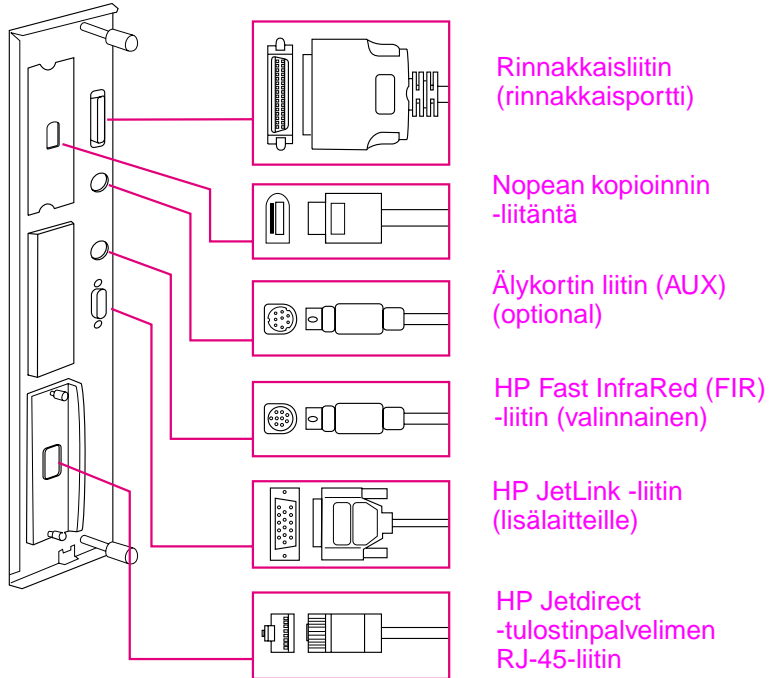 Rinnakkaisliitin
(rinnakkaisportti)
Nopean kopioinnin
-liitäntä
Älykortin liitin (AUX)
(optional)
HP Fast InfraRed (FIR)
-liitin (valinnainen)
HP JetLink -liitin
(lisälaitteille)
HP Jetdirect
-tulostinpalvelimen
RJ-45-liitin